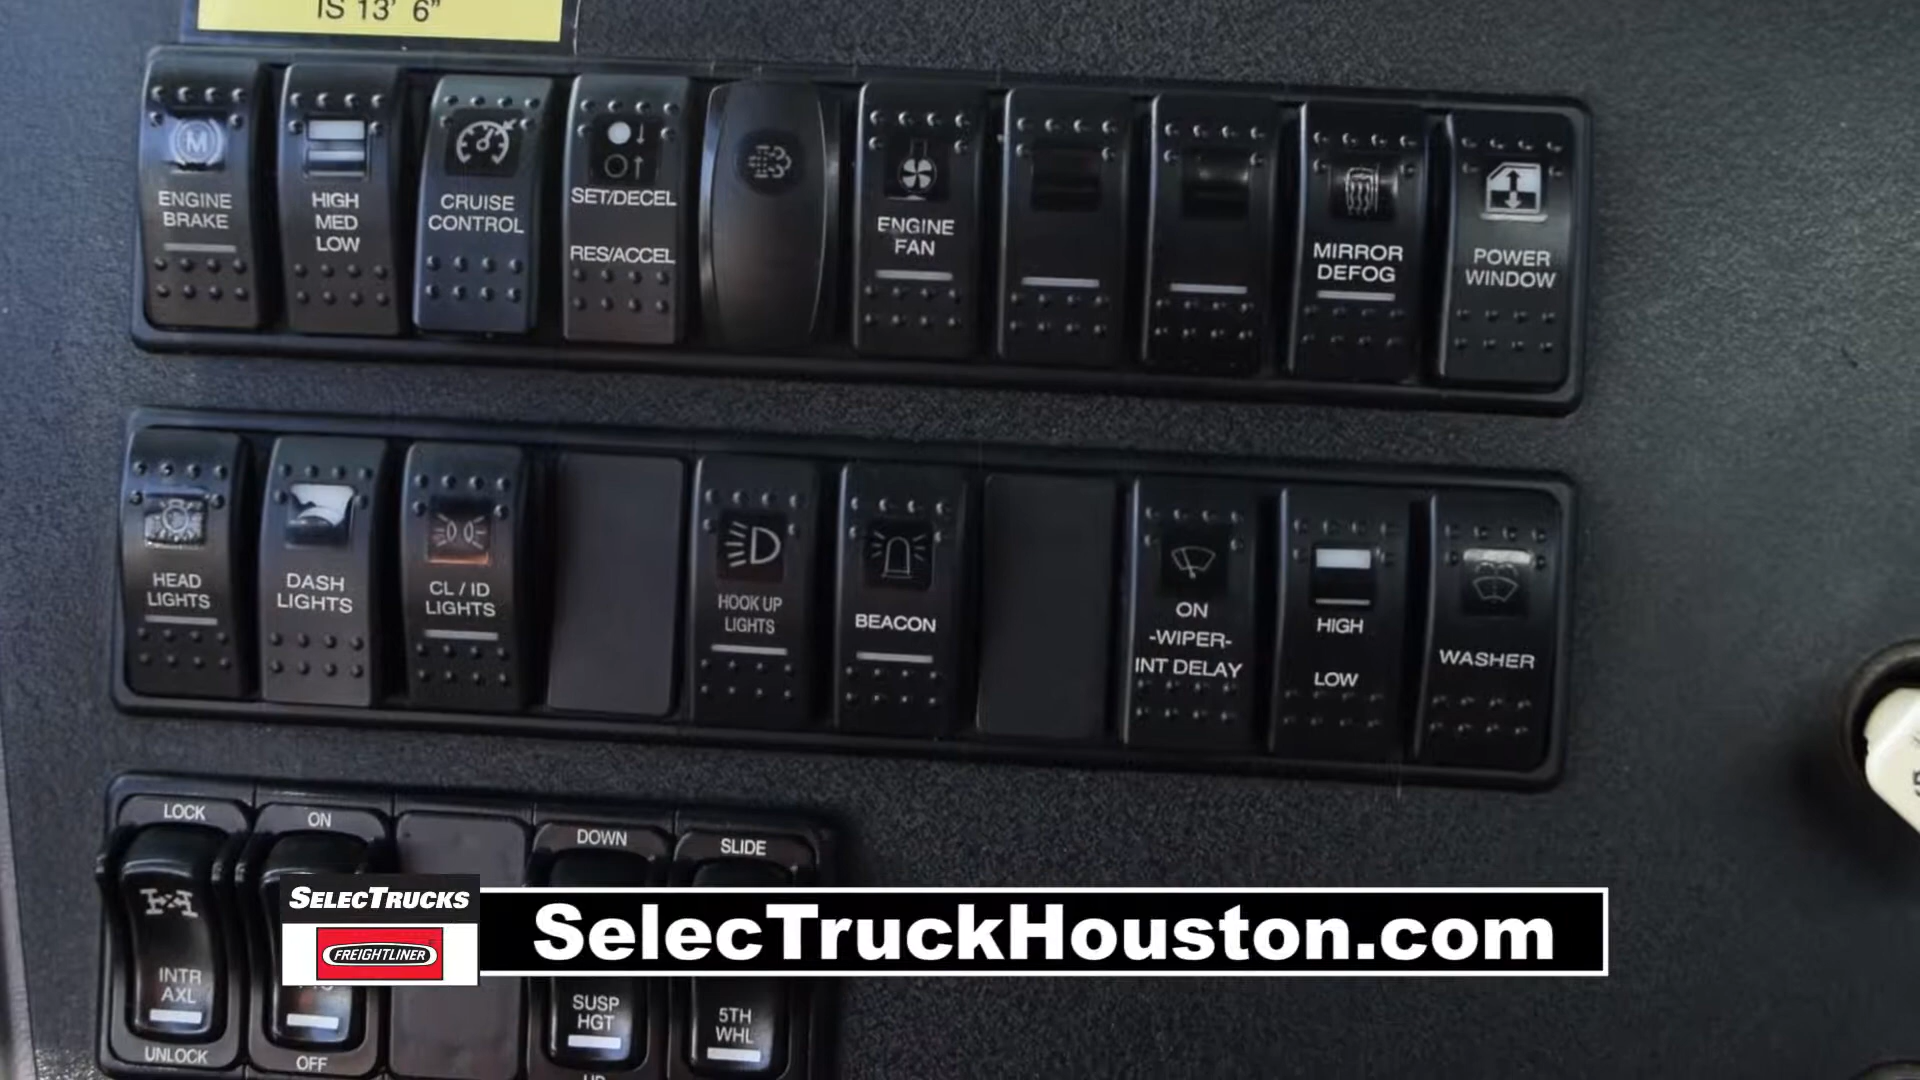 IS 13' 6"
ENGINE
BRAKE
HIGH
MED
LOW
CRUISE
CONTROL
SET/DECEL
RES/ACCEL
ENGINE
FAN
MIRROR
DEFOG
POWER
WINDOW
HEAD
LIGHTS
DASH
LIGHTS
CL / ID
LIGHTS
HOOK UP
LIGHTS
BEACON
ON
-WIPER-
INT DELAY
HIGH
LOW
WASHER
LOCK
INTR
AXL
UNLOCK
ON
OFF
DOWN
SUSP
HGT
SLIDE
5TH
WHL
SELECTRUCKS
FREIGHTLINER
SelecTruckHouston.com